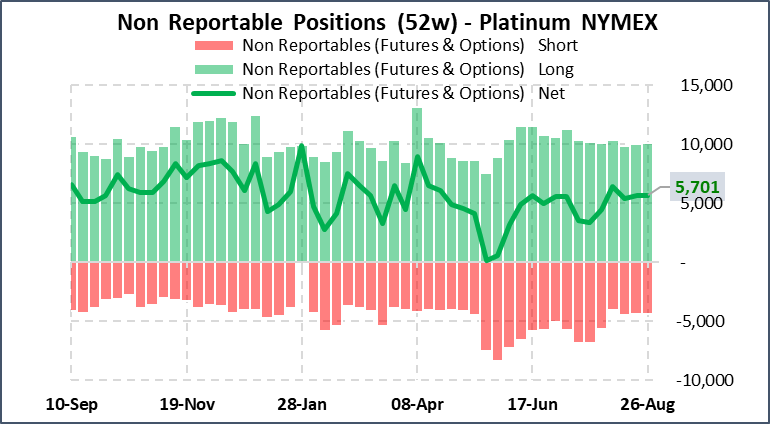 Non Reportable Positions (52w) - Platinum NYMEX
Non Reportables (Futures & Options) Short
Non Reportables (Futures & Options) Long
Non Reportables (Futures & Options) Net
15,000
10,000
5,701
5,000
-
-5,000
-10,000
10-Sep 19-Nov 28-Jan 08-Apr 17-Jun 26-Aug